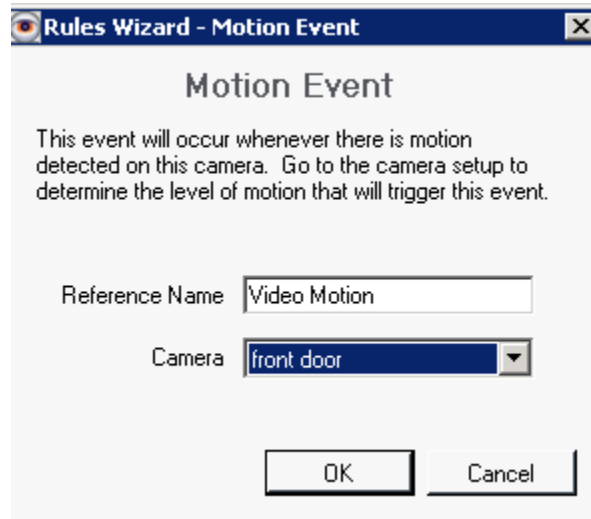 Rules Wizard - Motion Event
Motion Event
This event will occur whenever there is motion
detected on this camera. Go to the camera setup to
determine the level of motion that will trigger this event.
Reference Name Video Motion
Camera front door
OK Cancel